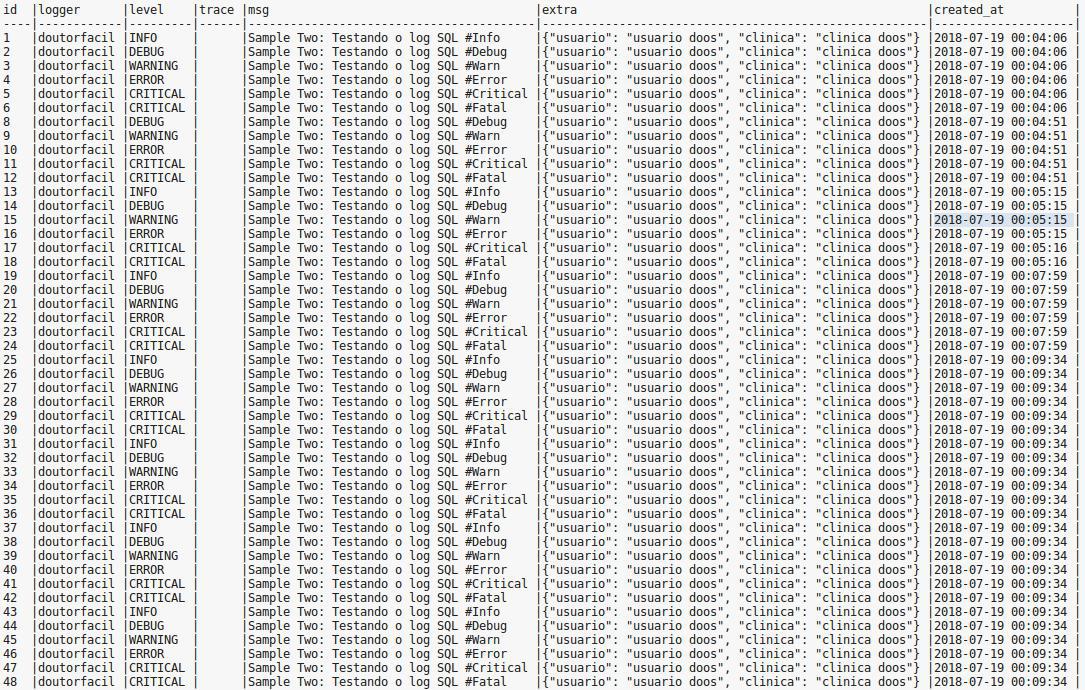 id  |logger      |level    |trace |msg                                      |extra                                                  |created_at          |
----|------------|---------|------|-----------------------------------------|-------------------------------------------------------|--------------------|
1   |doutorfacil |INFO     |      |Sample Two: Testando o log SQL #Info     |{"usuario": "usuario doos", "clinica": "clinica doos"} |2018-07-19 00:04:06 |
2   |doutorfacil |DEBUG    |      |Sample Two: Testando o log SQL #Debug    |{"usuario": "usuario doos", "clinica": "clinica doos"} |2018-07-19 00:04:06 |
3   |doutorfacil |WARNING  |      |Sample Two: Testando o log SQL #Warn     |{"usuario": "usuario doos", "clinica": "clinica doos"} |2018-07-19 00:04:06 |
4   |doutorfacil |ERROR    |      |Sample Two: Testando o log SQL #Error    |{"usuario": "usuario doos", "clinica": "clinica doos"} |2018-07-19 00:04:06 |
5   |doutorfacil |CRITICAL |      |Sample Two: Testando o log SQL #Critical |{"usuario": "usuario doos", "clinica": "clinica doos"} |2018-07-19 00:04:06 |
6   |doutorfacil |CRITICAL |      |Sample Two: Testando o log SQL #Fatal    |{"usuario": "usuario doos", "clinica": "clinica doos"} |2018-07-19 00:04:06 |
8   |doutorfacil |DEBUG    |      |Sample Two: Testando o log SQL #Debug    |{"usuario": "usuario doos", "clinica": "clinica doos"} |2018-07-19 00:04:51 |
9   |doutorfacil |WARNING  |      |Sample Two: Testando o log SQL #Warn     |{"usuario": "usuario doos", "clinica": "clinica doos"} |2018-07-19 00:04:51 |
10  |doutorfacil |ERROR    |      |Sample Two: Testando o log SQL #Error    |{"usuario": "usuario doos", "clinica": "clinica doos"} |2018-07-19 00:04:51 |
11  |doutorfacil |CRITICAL |      |Sample Two: Testando o log SQL #Critical |{"usuario": "usuario doos", "clinica": "clinica doos"} |2018-07-19 00:04:51 |
12  |doutorfacil |CRITICAL |      |Sample Two: Testando o log SQL #Fatal    |{"usuario": "usuario doos", "clinica": "clinica doos"} |2018-07-19 00:04:51 |
13  |doutorfacil |INFO     |      |Sample Two: Testando o log SQL #Info     |{"usuario": "usuario doos", "clinica": "clinica doos"} |2018-07-19 00:05:15 |
14  |doutorfacil |DEBUG    |      |Sample Two: Testando o log SQL #Debug    |{"usuario": "usuario doos", "clinica": "clinica doos"} |2018-07-19 00:05:15 |
15  |doutorfacil |WARNING  |      |Sample Two: Testando o log SQL #Warn     |{"usuario": "usuario doos", "clinica": "clinica doos"} |2018-07-19 00:05:15 |
16  |doutorfacil |ERROR    |      |Sample Two: Testando o log SQL #Error    |{"usuario": "usuario doos", "clinica": "clinica doos"} |2018-07-19 00:05:15 |
17  |doutorfacil |CRITICAL |      |Sample Two: Testando o log SQL #Critical |{"usuario": "usuario doos", "clinica": "clinica doos"} |2018-07-19 00:05:16 |
18  |doutorfacil |CRITICAL |      |Sample Two: Testando o log SQL #Fatal    |{"usuario": "usuario doos", "clinica": "clinica doos"} |2018-07-19 00:05:16 |
19  |doutorfacil |INFO     |      |Sample Two: Testando o log SQL #Info     |{"usuario": "usuario doos", "clinica": "clinica doos"} |2018-07-19 00:07:59 |
20  |doutorfacil |DEBUG    |      |Sample Two: Testando o log SQL #Debug    |{"usuario": "usuario doos", "clinica": "clinica doos"} |2018-07-19 00:07:59 |
21  |doutorfacil |WARNING  |      |Sample Two: Testando o log SQL #Warn     |{"usuario": "usuario doos", "clinica": "clinica doos"} |2018-07-19 00:07:59 |
22  |doutorfacil |ERROR    |      |Sample Two: Testando o log SQL #Error    |{"usuario": "usuario doos", "clinica": "clinica doos"} |2018-07-19 00:07:59 |
23  |doutorfacil |CRITICAL |      |Sample Two: Testando o log SQL #Critical |{"usuario": "usuario doos", "clinica": "clinica doos"} |2018-07-19 00:07:59 |
24  |doutorfacil |CRITICAL |      |Sample Two: Testando o log SQL #Fatal    |{"usuario": "usuario doos", "clinica": "clinica doos"} |2018-07-19 00:07:59 |
25  |doutorfacil |INFO     |      |Sample Two: Testando o log SQL #Info     |{"usuario": "usuario doos", "clinica": "clinica doos"} |2018-07-19 00:09:34 |
26  |doutorfacil |DEBUG    |      |Sample Two: Testando o log SQL #Debug    |{"usuario": "usuario doos", "clinica": "clinica doos"} |2018-07-19 00:09:34 |
27  |doutorfacil |WARNING  |      |Sample Two: Testando o log SQL #Warn     |{"usuario": "usuario doos", "clinica": "clinica doos"} |2018-07-19 00:09:34 |
28  |doutorfacil |ERROR    |      |Sample Two: Testando o log SQL #Error    |{"usuario": "usuario doos", "clinica": "clinica doos"} |2018-07-19 00:09:34 |
29  |doutorfacil |CRITICAL |      |Sample Two: Testando o log SQL #Critical |{"usuario": "usuario doos", "clinica": "clinica doos"} |2018-07-19 00:09:34 |
30  |doutorfacil |CRITICAL |      |Sample Two: Testando o log SQL #Fatal    |{"usuario": "usuario doos", "clinica": "clinica doos"} |2018-07-19 00:09:34 |
31  |doutorfacil |INFO     |      |Sample Two: Testando o log SQL #Info     |{"usuario": "usuario doos", "clinica": "clinica doos"} |2018-07-19 00:09:34 |
32  |doutorfacil |DEBUG    |      |Sample Two: Testando o log SQL #Debug    |{"usuario": "usuario doos", "clinica": "clinica doos"} |2018-07-19 00:09:34 |
33  |doutorfacil |WARNING  |      |Sample Two: Testando o log SQL #Warn     |{"usuario": "usuario doos", "clinica": "clinica doos"} |2018-07-19 00:09:34 |
34  |doutorfacil |ERROR    |      |Sample Two: Testando o log SQL #Error    |{"usuario": "usuario doos", "clinica": "clinica doos"} |2018-07-19 00:09:34 |
35  |doutorfacil |CRITICAL |      |Sample Two: Testando o log SQL #Critical |{"usuario": "usuario doos", "clinica": "clinica doos"} |2018-07-19 00:09:34 |
36  |doutorfacil |CRITICAL |      |Sample Two: Testando o log SQL #Fatal    |{"usuario": "usuario doos", "clinica": "clinica doos"} |2018-07-19 00:09:34 |
37  |doutorfacil |INFO     |      |Sample Two: Testando o log SQL #Info     |{"usuario": "usuario doos", "clinica": "clinica doos"} |2018-07-19 00:09:34 |
38  |doutorfacil |DEBUG    |      |Sample Two: Testando o log SQL #Debug    |{"usuario": "usuario doos", "clinica": "clinica doos"} |2018-07-19 00:09:34 |
39  |doutorfacil |WARNING  |      |Sample Two: Testando o log SQL #Warn     |{"usuario": "usuario doos", "clinica": "clinica doos"} |2018-07-19 00:09:34 |
40  |doutorfacil |ERROR    |      |Sample Two: Testando o log SQL #Error    |{"usuario": "usuario doos", "clinica": "clinica doos"} |2018-07-19 00:09:34 |
41  |doutorfacil |CRITICAL |      |Sample Two: Testando o log SQL #Critical |{"usuario": "usuario doos", "clinica": "clinica doos"} |2018-07-19 00:09:34 |
42  |doutorfacil |CRITICAL |      |Sample Two: Testando o log SQL #Fatal    |{"usuario": "usuario doos", "clinica": "clinica doos"} |2018-07-19 00:09:34 |
43  |doutorfacil |INFO     |      |Sample Two: Testando o log SQL #Info     |{"usuario": "usuario doos", "clinica": "clinica doos"} |2018-07-19 00:09:34 |
44  |doutorfacil |DEBUG    |      |Sample Two: Testando o log SQL #Debug    |{"usuario": "usuario doos", "clinica": "clinica doos"} |2018-07-19 00:09:34 |
45  |doutorfacil |WARNING  |      |Sample Two: Testando o log SQL #Warn     |{"usuario": "usuario doos", "clinica": "clinica doos"} |2018-07-19 00:09:34 |
46  |doutorfacil |ERROR    |      |Sample Two: Testando o log SQL #Error    |{"usuario": "usuario doos", "clinica": "clinica doos"} |2018-07-19 00:09:34 |
47  |doutorfacil |CRITICAL |      |Sample Two: Testando o log SQL #Critical |{"usuario": "usuario doos", "clinica": "clinica doos"} |2018-07-19 00:09:34 |
48  |doutorfacil |CRITICAL |      |Sample Two: Testando o log SQL #Fatal    |{"usuario": "usuario doos", "clinica": "clinica doos"} |2018-07-19 00:09:34 |